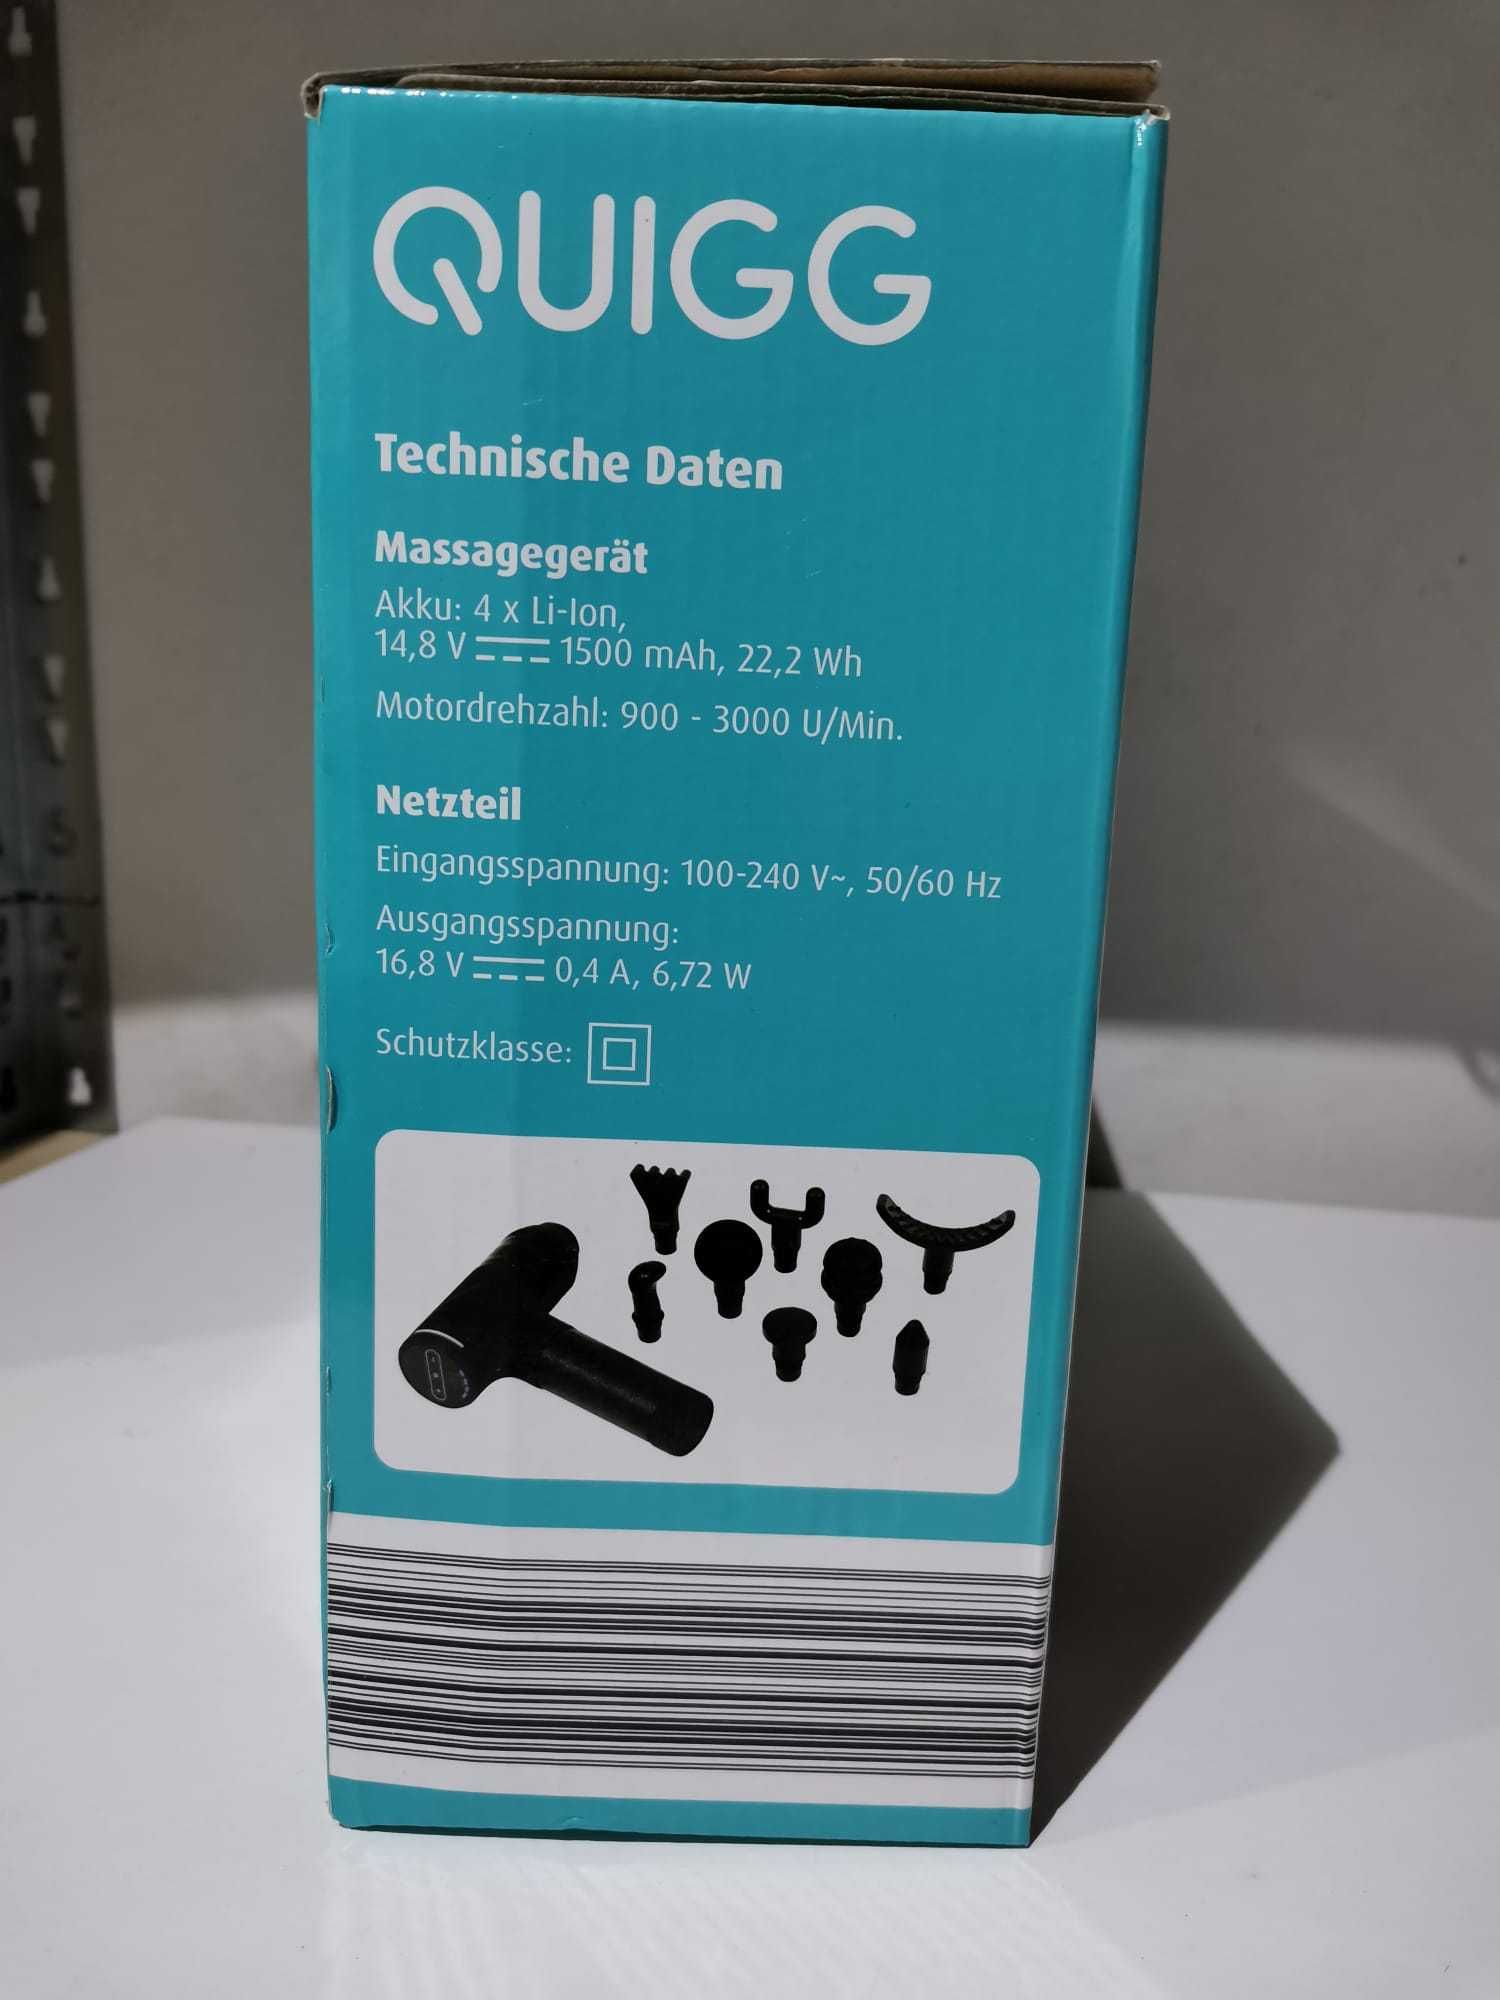 QUIGG
Technische Daten
Massagegerät
Akku: 4 x Li-Ion,
14,8 V ⎓ 1500 mAh, 22,2 Wh
Motordrehzahl: 900 - 3000 U/Min.
Netzteil
Eingangsspannung: 100-240 V~, 50/60 Hz
Ausgangsspannung:
16,8 V ⎓ 0,4 A, 6,72 W
Schutzklasse: